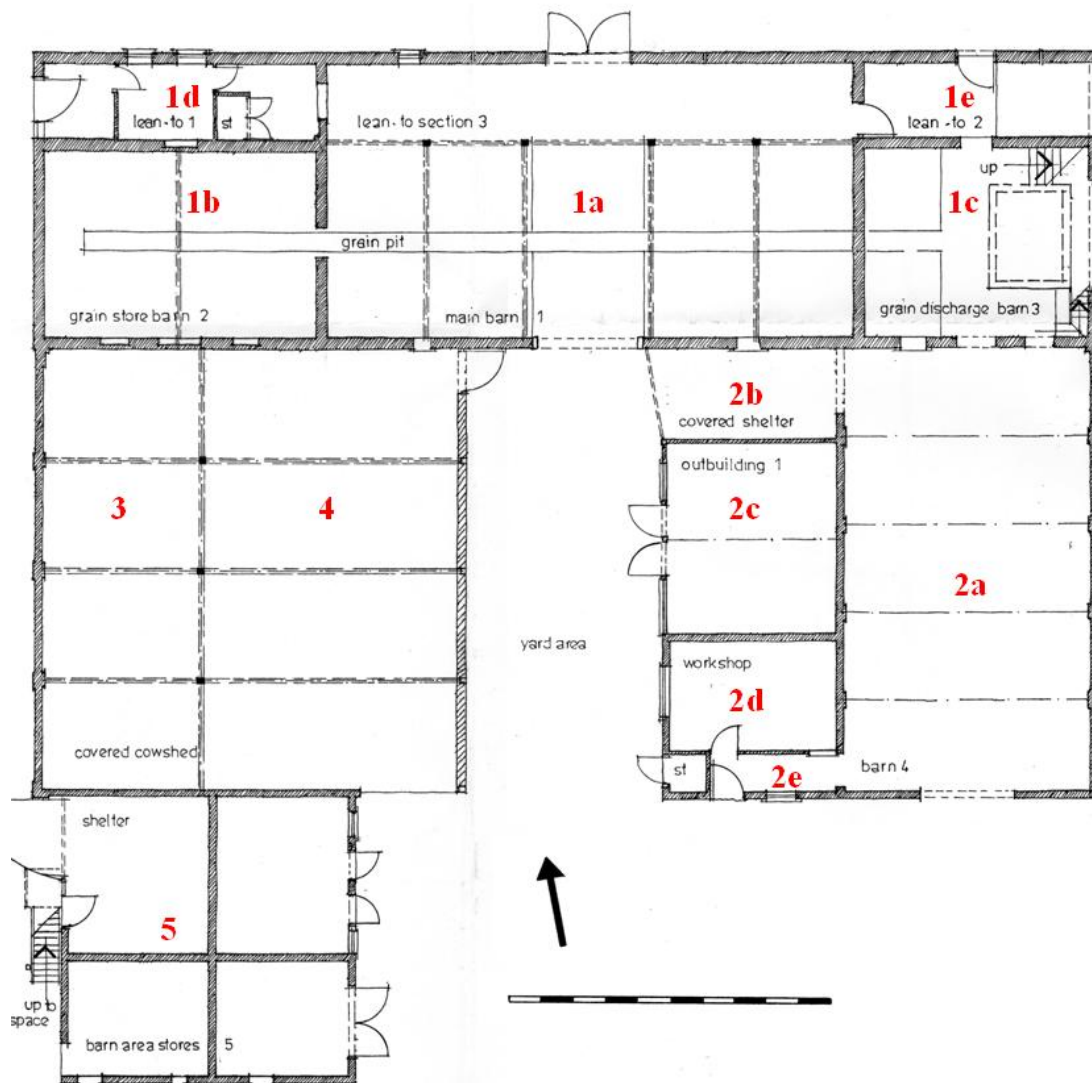 1d
lean-to 1
st
lean-to section 3
1e
lean-to 2
up
1b
1a
1c
grain pit
grain store barn 2
main barn 1
grain discharge barn 3
2b
covered shelter
outbuilding 1
3
4
2c
2a
yard area
workshop
2d
covered cowshed
st
2e
barn 4
shelter
5
up to
space
barn area stores 5